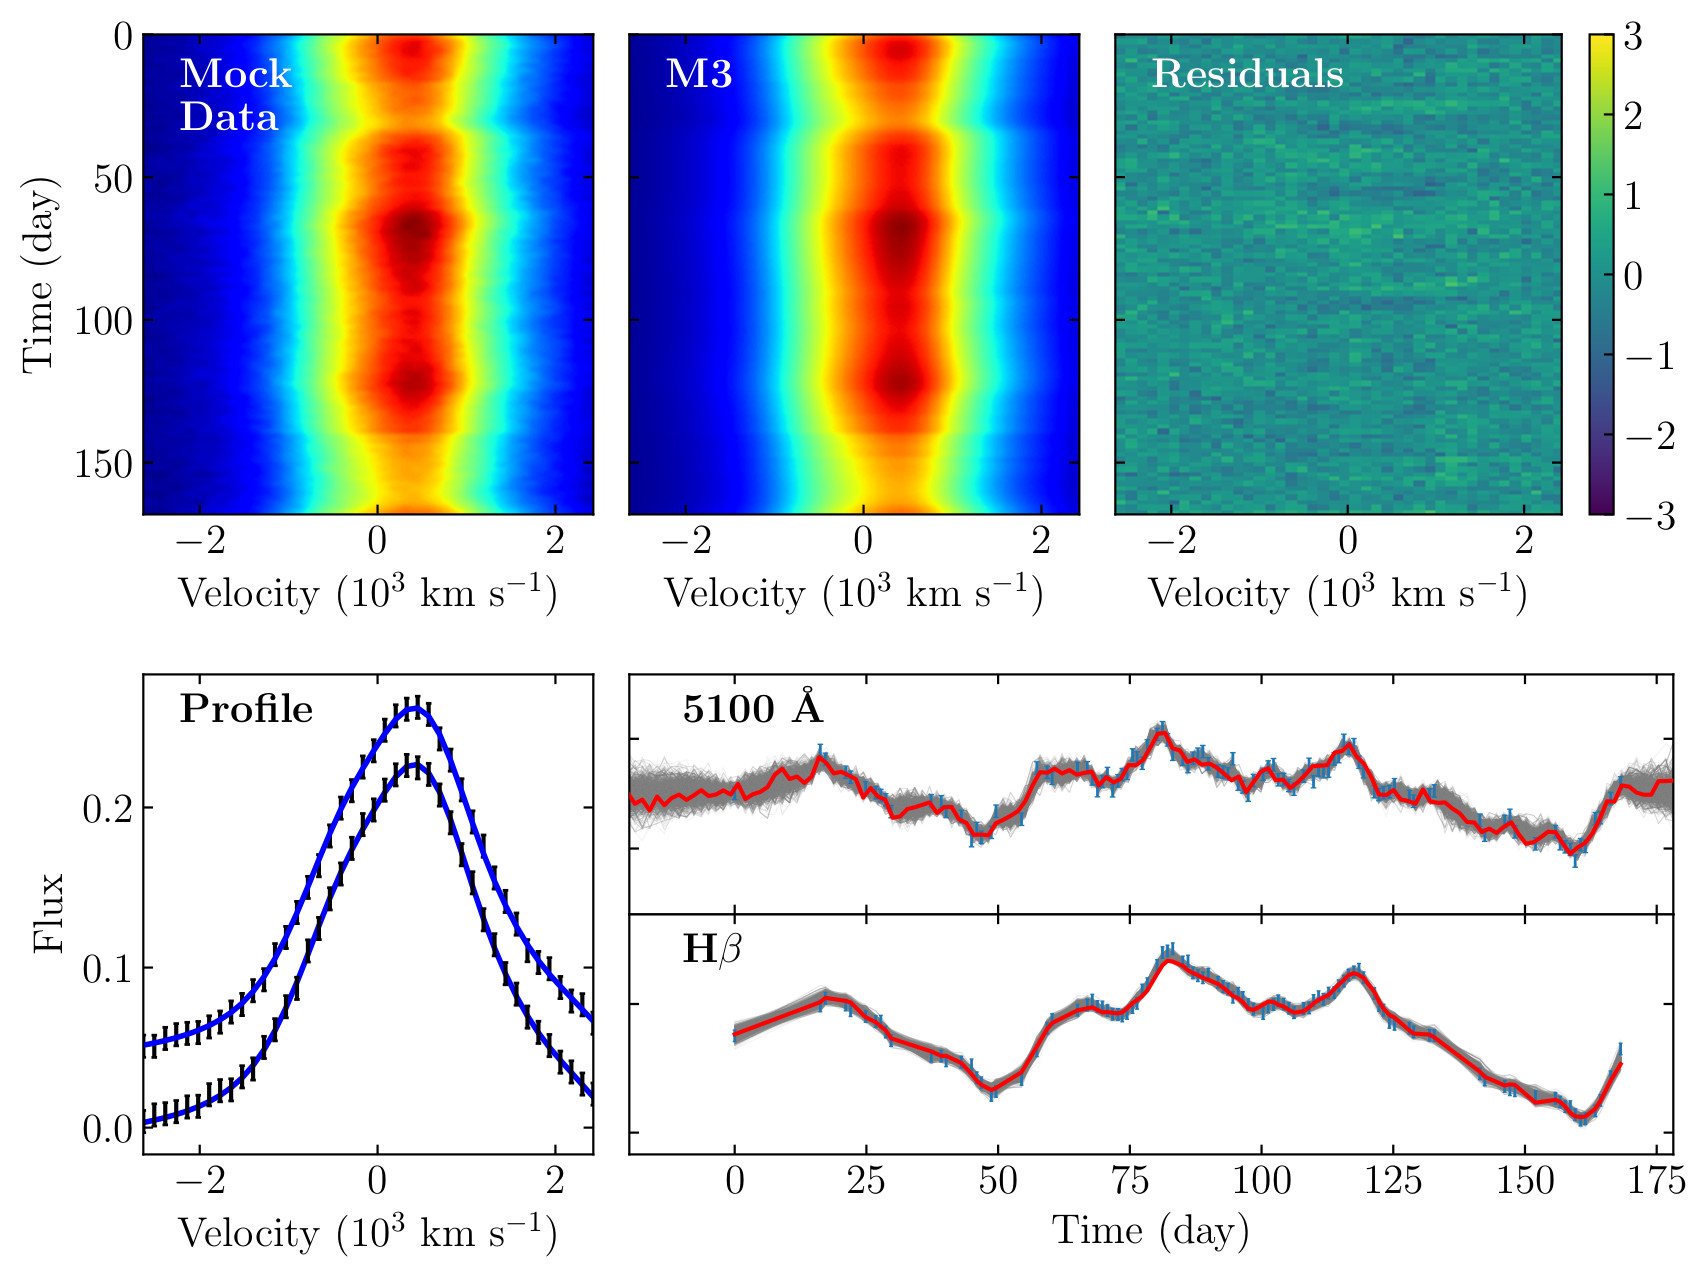 Mock
Data
M3
Residuals
0
50
100
150
Time (day)
−2 0 2
−2 0 2
−2 0 2
3
2
1
0
−1
−2
−3
Velocity (10³ km s⁻¹)
Velocity (10³ km s⁻¹)
Velocity (10³ km s⁻¹)
Profile
5100 Å
Hβ
0.2
0.1
0.0
Flux
−2 0 2
0 25 50 75 100 125 150 175
Velocity (10³ km s⁻¹)
Time (day)